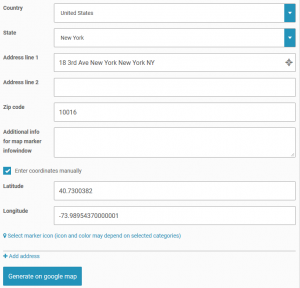 Country
United States
State
New York
Address line 1
18 3rd Ave New York New York NY
Address line 2
Zip code
10016
Additional info
for map marker
infowindow
Enter coordinates manually
Latitude
40.7300382
Longitude
-73.98954370000001
Select marker icon (icon and color may depend on selected categories)
Add address
Generate on google map